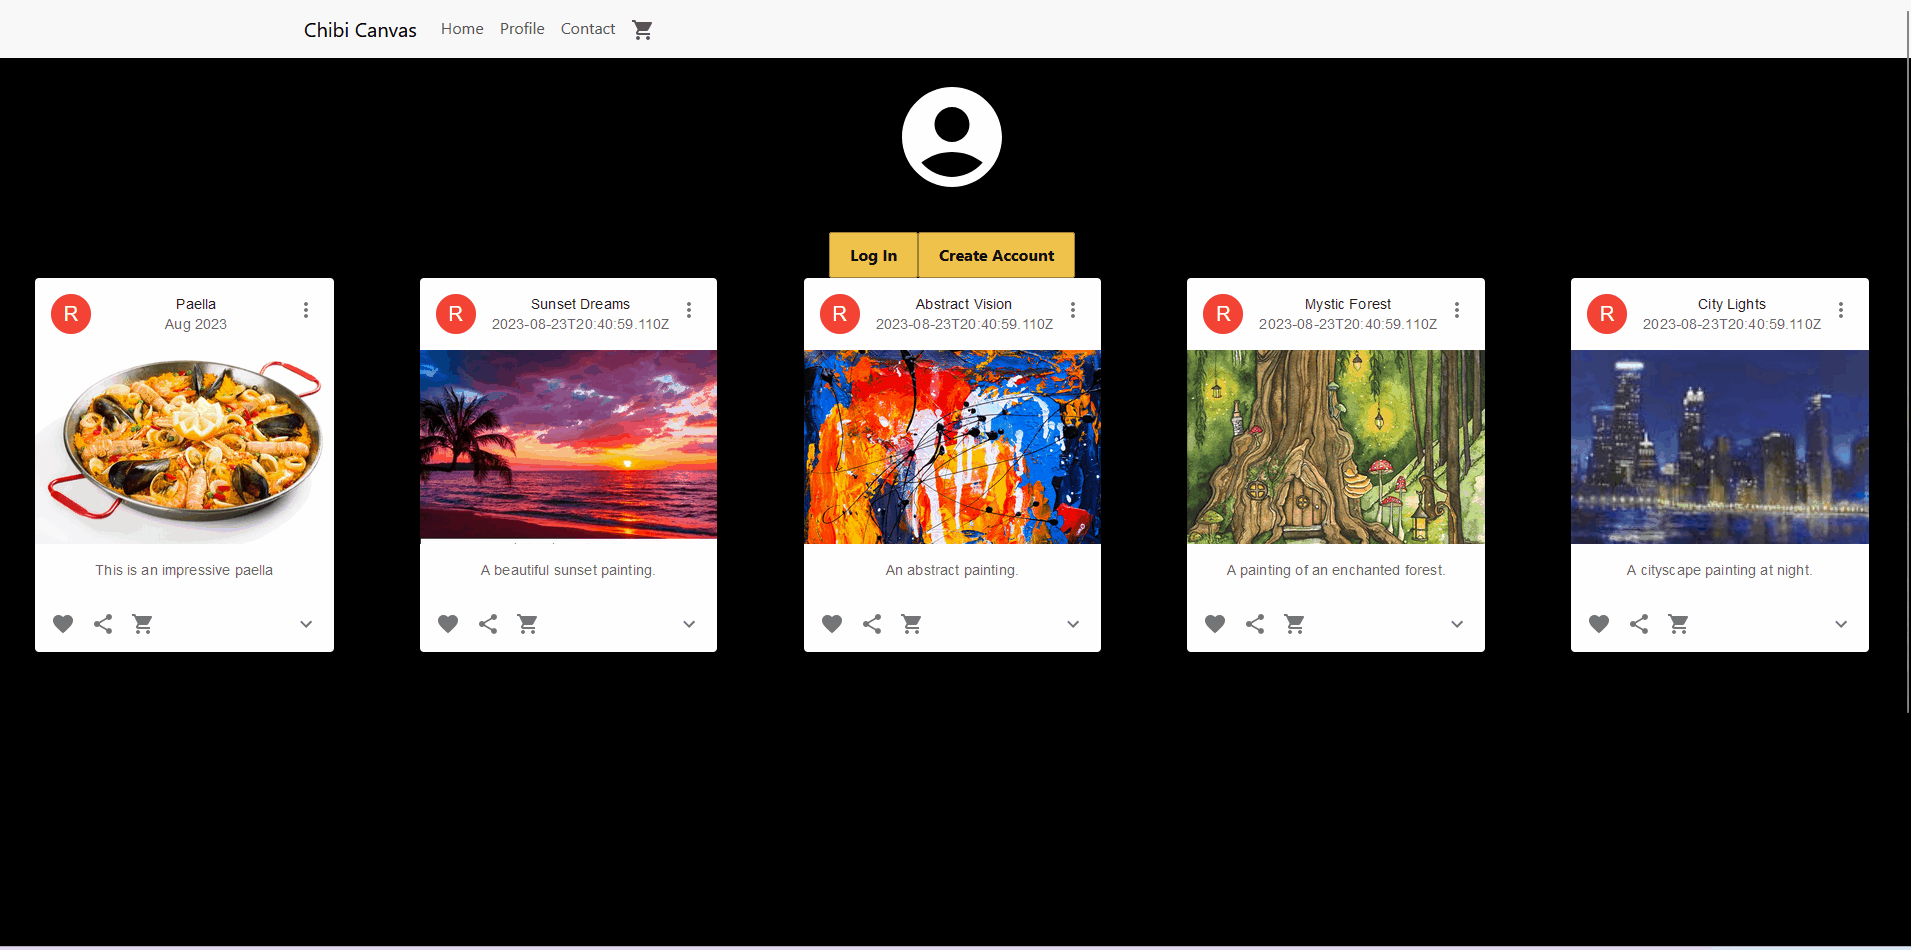 Chibi Canvas Home Profile Contact
Log In Create Account
R Paella
Aug 2023
This is an impressive paella
R Sunset Dreams
2023-08-23T20:40:59.110Z
A beautiful sunset painting.
R Abstract Vision
2023-08-23T20:40:59.110Z
An abstract painting.
R Mystic Forest
2023-08-23T20:40:59.110Z
A painting of an enchanted forest.
R City Lights
2023-08-23T20:40:59.110Z
A cityscape painting at night.